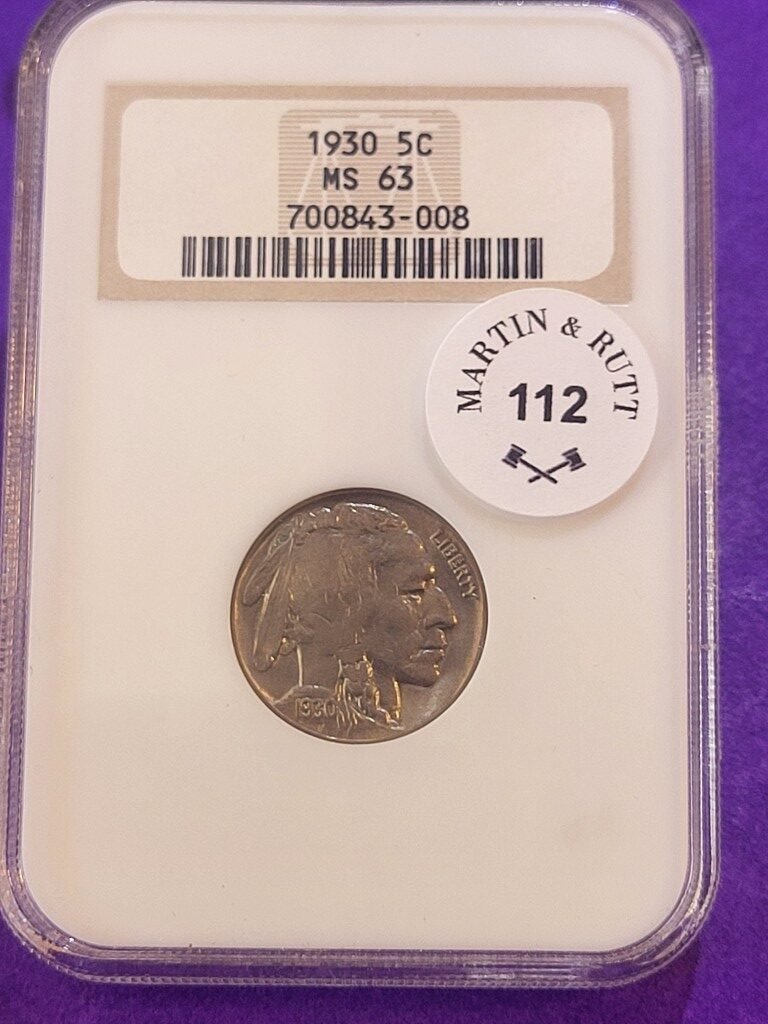 1930 5C
MS 63
700843-008
MARTIN & RUTT
112
LIBERTY
1930